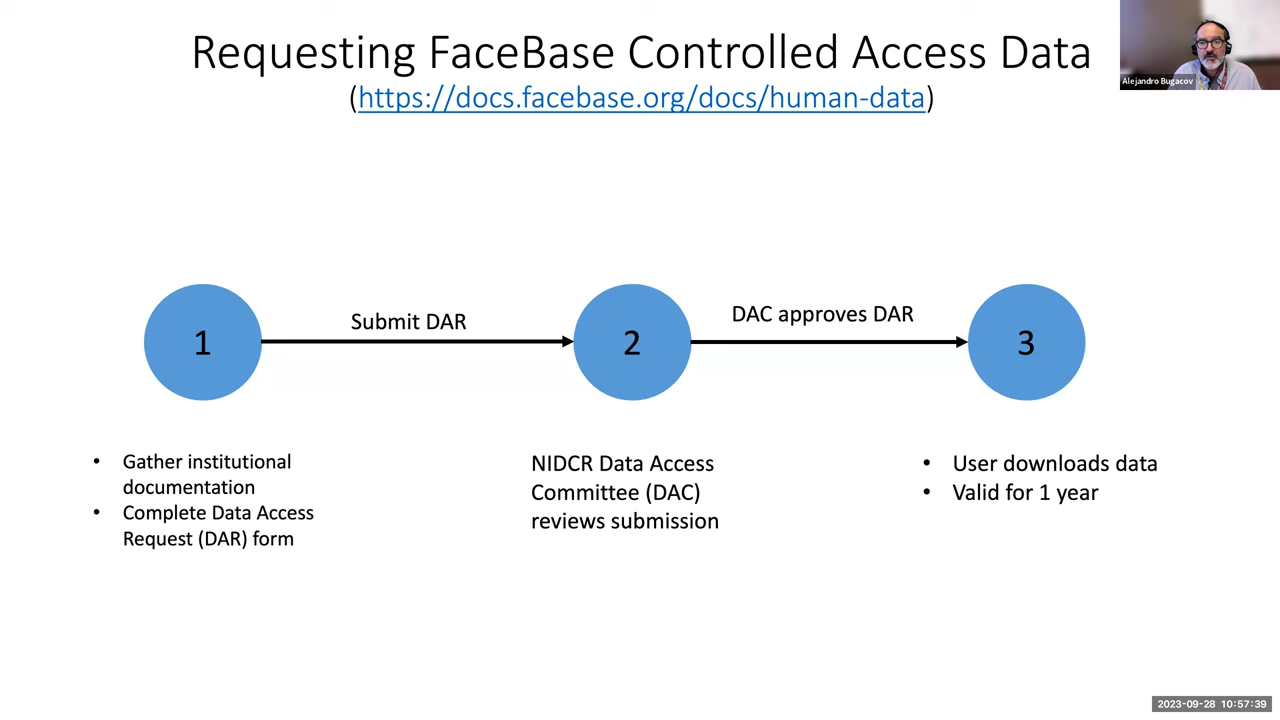 Requesting FaceBase Controlled Access Data
(https://docs.facebase.org/docs/human-data)
Alejandro Bugacov
1
Submit DAR
2
DAC approves DAR
3
• Gather institutional
documentation
• Complete Data Access
Request (DAR) form
NIDCR Data Access
Committee (DAC)
reviews submission
• User downloads data
• Valid for 1 year
2023-09-28 10:57:39